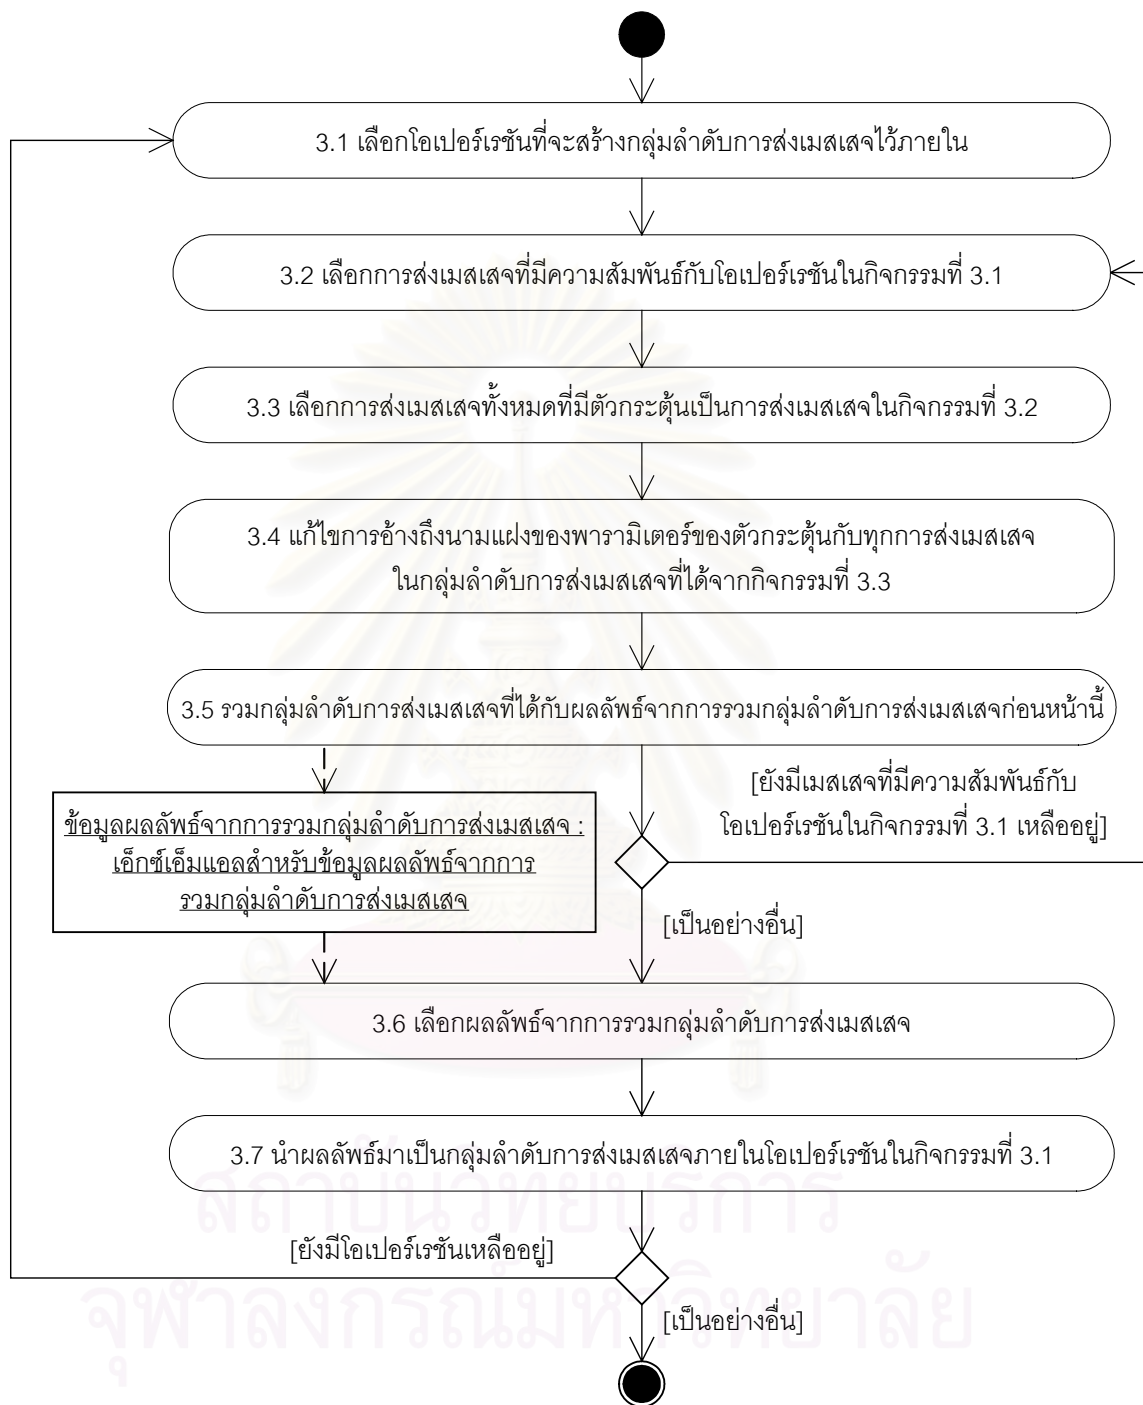 3.1 เลือกโอเปอร์เรชันที่จะสร้างกลุ่มลำดับการส่งเมสเสจไว้ภายใน
3.2 เลือกการส่งเมสเสจที่มีความสัมพันธ์กับโอเปอร์เรชันในกิจกรรมที่ 3.1
3.3 เลือกการส่งเมสเสจทั้งหมดที่มีตัวกระตุ้นเป็นการส่งเมสเสจในกิจกรรมที่ 3.2
3.4 แก้ไขการอ้างถึงนามแฝงของพารามิเตอร์ของตัวกระตุ้นกับทุกการส่งเมสเสจ
ในกลุ่มลำดับการส่งเมสเสจที่ได้จากกิจกรรมที่ 3.3
3.5 รวมกลุ่มลำดับการส่งเมสเสจที่ได้กับผลลัพธ์จากการรวมกลุ่มลำดับการส่งเมสเสจก่อนหน้านี้
[ยังมีเมสเสจที่มีความสัมพันธ์กับ
โอเปอร์เรชันในกิจกรรมที่ 3.1 เหลืออยู่]
ข้อมูลผลลัพธ์จากการรวมกลุ่มลำดับการส่งเมสเสจ :
เอ็กซ์เอ็มแอลสำหรับข้อมูลผลลัพธ์จากการ
รวมกลุ่มลำดับการส่งเมสเสจ
[เป็นอย่างอื่น]
3.6 เลือกผลลัพธ์จากการรวมกลุ่มลำดับการส่งเมสเสจ
3.7 นำผลลัพธ์มาเป็นกลุ่มลำดับการส่งเมสเสจภายในโอเปอร์เรชันในกิจกรรมที่ 3.1
สถาบันวิทยบริการ
[ยังมีโอเปอร์เรชันเหลืออยู่]
จุฬาลงกรณ์มหาวิทยาลัย
[เป็นอย่างอื่น]